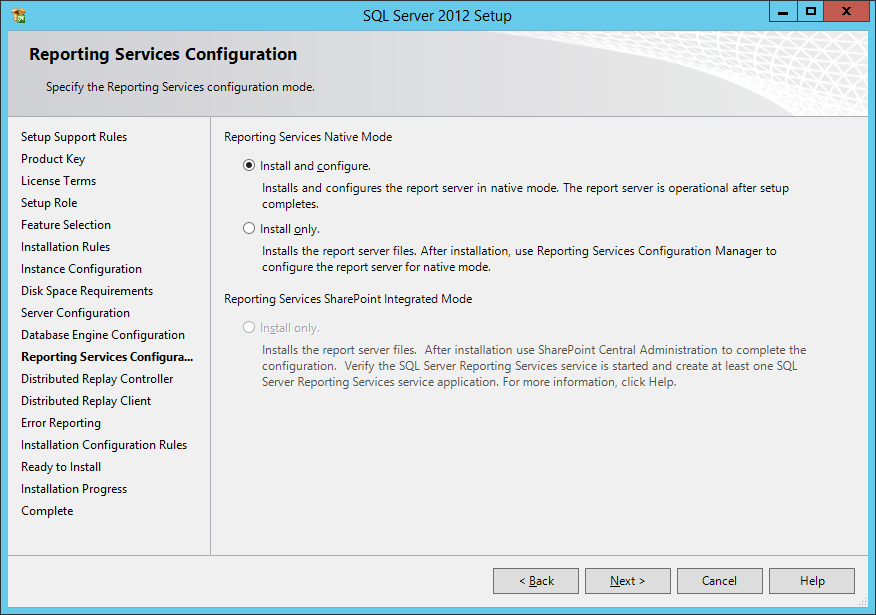 SQL Server 2012 Setup
Reporting Services Configuration
Specify the Reporting Services configuration mode.
Setup Support Rules
Product Key
License Terms
Setup Role
Feature Selection
Installation Rules
Instance Configuration
Disk Space Requirements
Server Configuration
Database Engine Configuration
Reporting Services Configura...
Distributed Replay Controller
Distributed Replay Client
Error Reporting
Installation Configuration Rules
Ready to Install
Installation Progress
Complete
Reporting Services Native Mode
Install and configure.
Installs and configures the report server in native mode. The report server is operational after setup
completes.
Install only.
Installs the report server files. After installation, use Reporting Services Configuration Manager to
configure the report server for native mode.
Reporting Services SharePoint Integrated Mode
Install only.
Installs the report server files.  After installation use SharePoint Central Administration to complete the
configuration.  Verify the SQL Server Reporting Services service is started and create at least one SQL
Server Reporting Services service application. For more information, click Help.
< Back
Next >
Cancel
Help